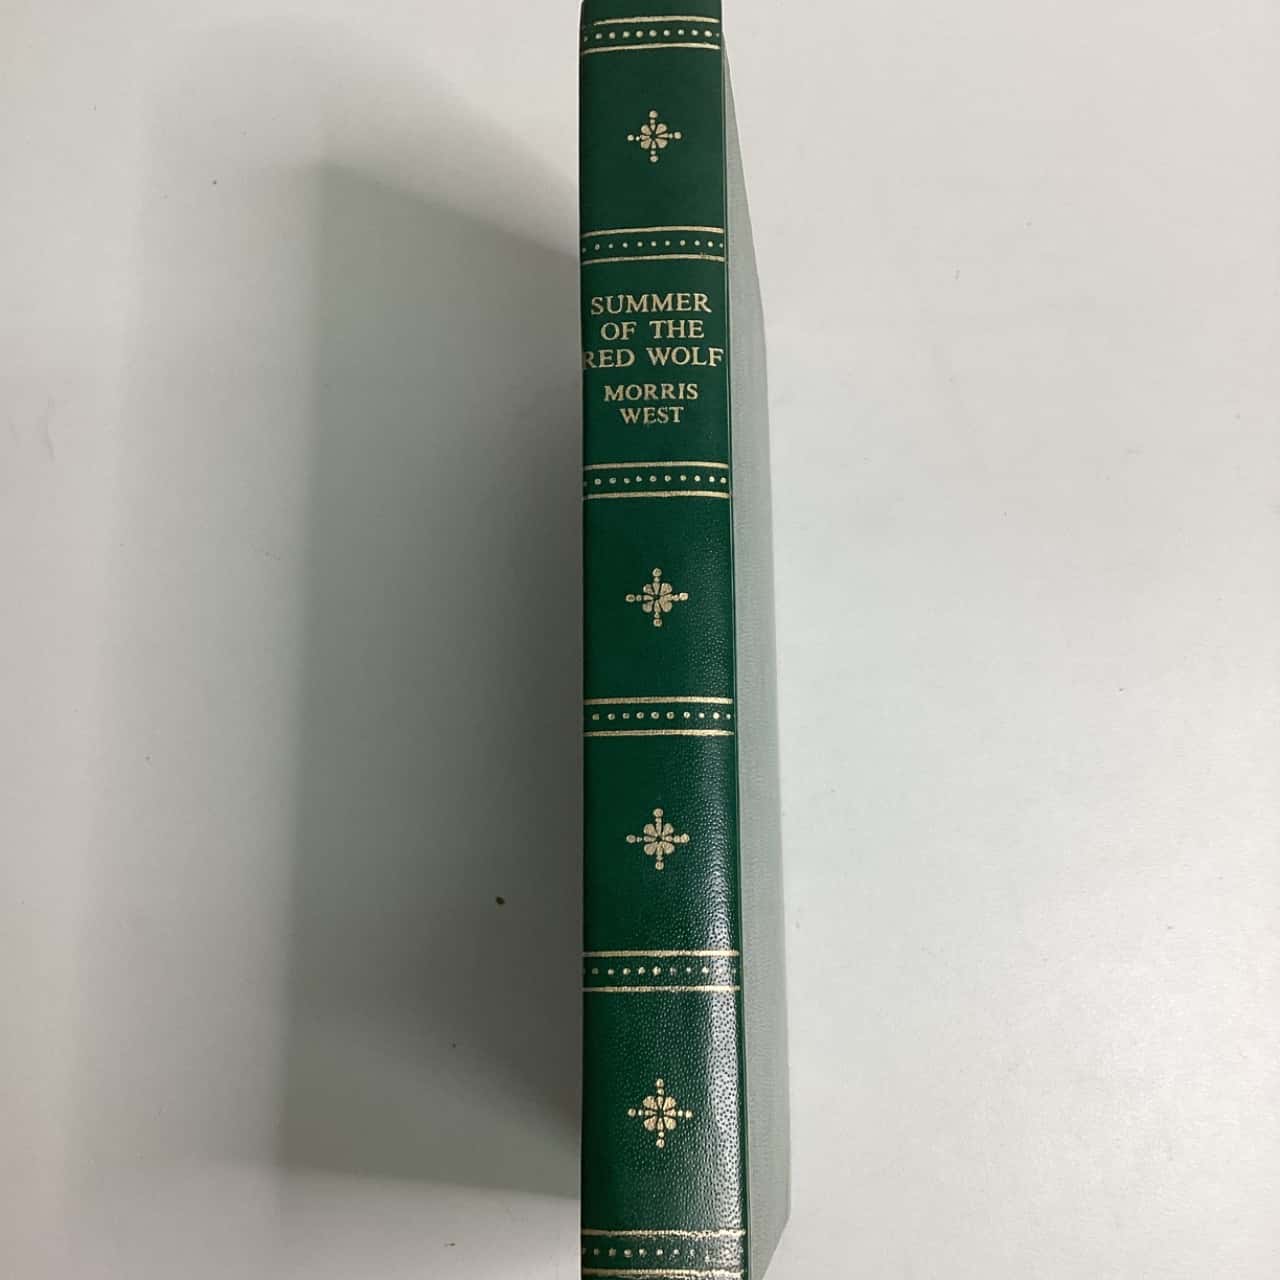 SUMMER
OF THE
RED WOLF
MORRIS
WEST